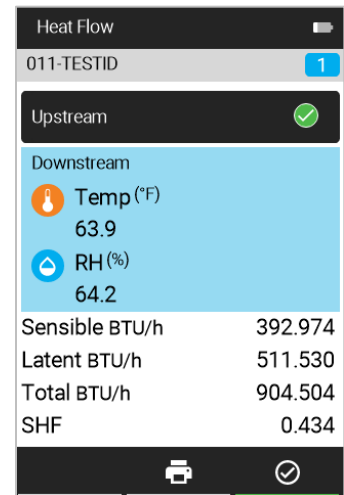 Heat Flow
011-TESTID 1
Upstream
Downstream
Temp (°F)
63.9
RH (%)
64.2
Sensible BTU/h 392.974
Latent BTU/h 511.530
Total BTU/h 904.504
SHF 0.434